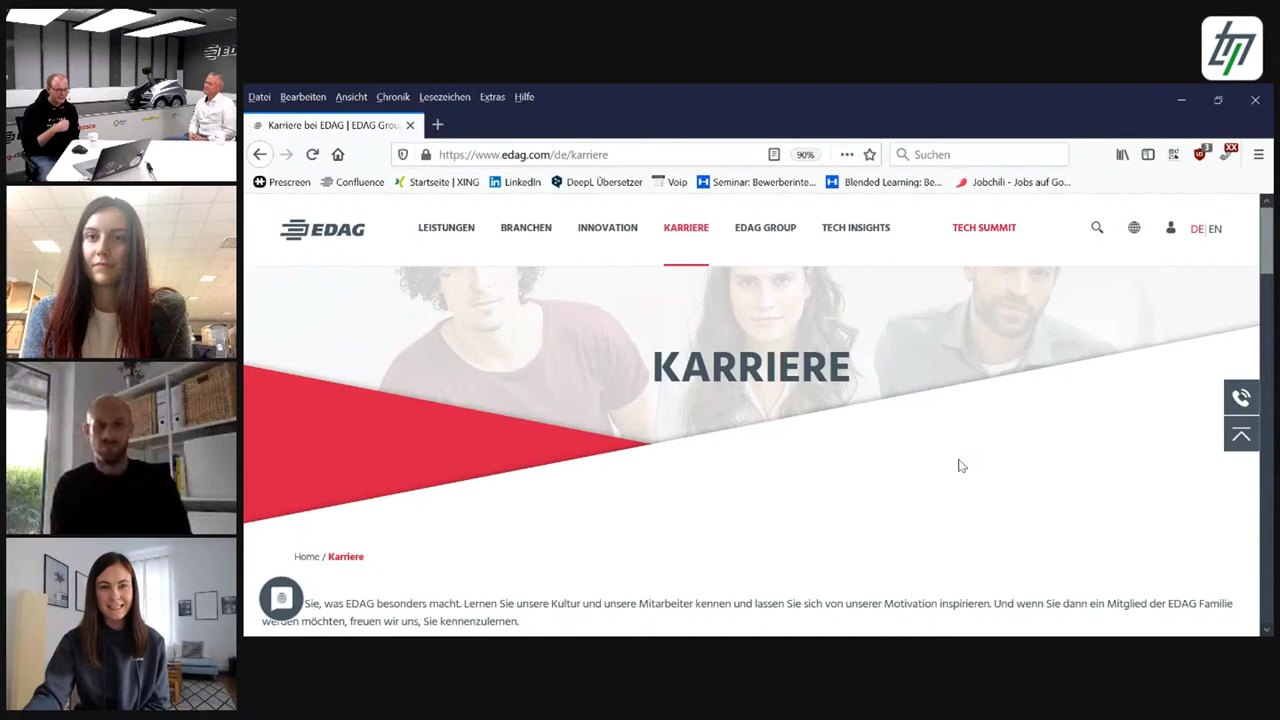 EDAG
Datei Bearbeiten Ansicht Chronik Lesezeichen Extras Hilfe
Karriere bei EDAG | EDAG Grou
https://www.edag.com/de/karriere
90%
Suchen
3
XX
Prescreen Confluence Startseite | XING LinkedIn DeepL Übersetzer Voip Seminar: Bewerberinte... Blended Learning: Be... Jobchili - Jobs auf Go...
EDAG LEISTUNGEN BRANCHEN INNOVATION KARRIERE EDAG GROUP TECH INSIGHTS TECH SUMMIT DE | EN
KARRIERE
Home / Karriere
Sie, was EDAG besonders macht. Lernen Sie unsere Kultur und unsere Mitarbeiter kennen und lassen Sie sich von unserer Motivation inspirieren. Und wenn Sie dann ein Mitglied der EDAG Familie
werden möchten, freuen wir uns, Sie kennenzulernen.